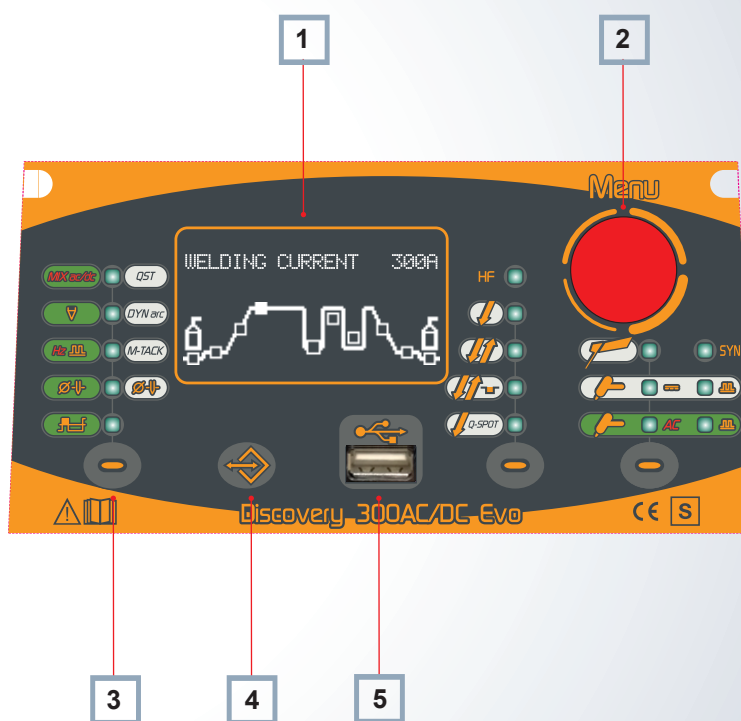 1
2
Menu
WELDING CURRENT 300A
MIX ac/dc
QST
HF
DYN arc
Hz
M-TACK
SYN
Q-SPOT
AC
Discovery 300AC/DC Evo
CE
S
3
4
5